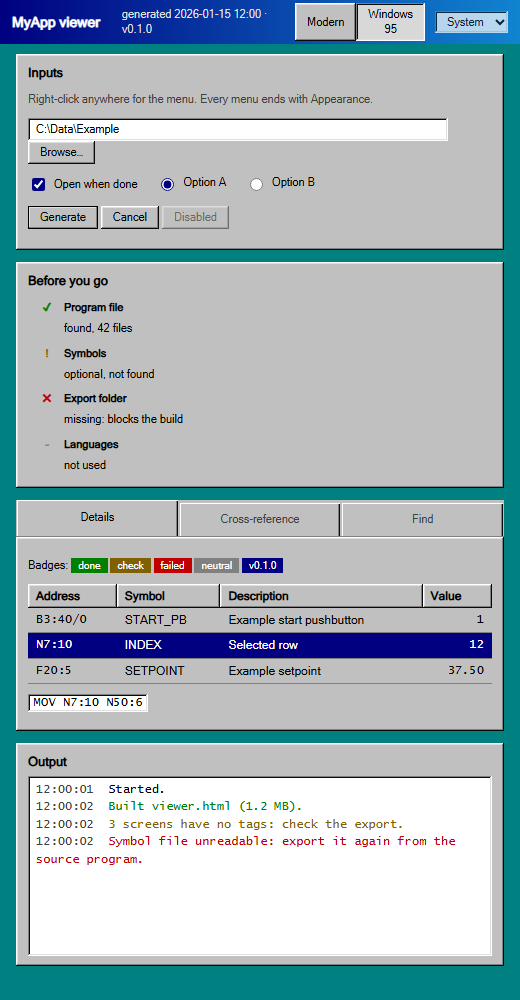 MyApp viewer
generated 2026-01-15 12:00 ·
v0.1.0
Modern
Windows
95
System
Inputs
Right-click anywhere for the menu. Every menu ends with Appearance.
C:\Data\Example
Browse...
Open when done
Option A
Option B
Generate
Cancel
Disabled
Before you go
✓ Program file
found, 42 files
! Symbols
optional, not found
✕ Export folder
missing: blocks the build
- Languages
not used
Details
Cross-reference
Find
Badges: done check failed neutral v0.1.0
Address Symbol Description Value
B3:40/0 START_PB Example start pushbutton 1
N7:10 INDEX Selected row 12
F20:5 SETPOINT Example setpoint 37.50
MOV N7:10 N50:6
Output
12:00:01 Started.
12:00:02 Built viewer.html (1.2 MB).
12:00:02 3 screens have no tags: check the export.
12:00:02 Symbol file unreadable: export it again from the
source program.